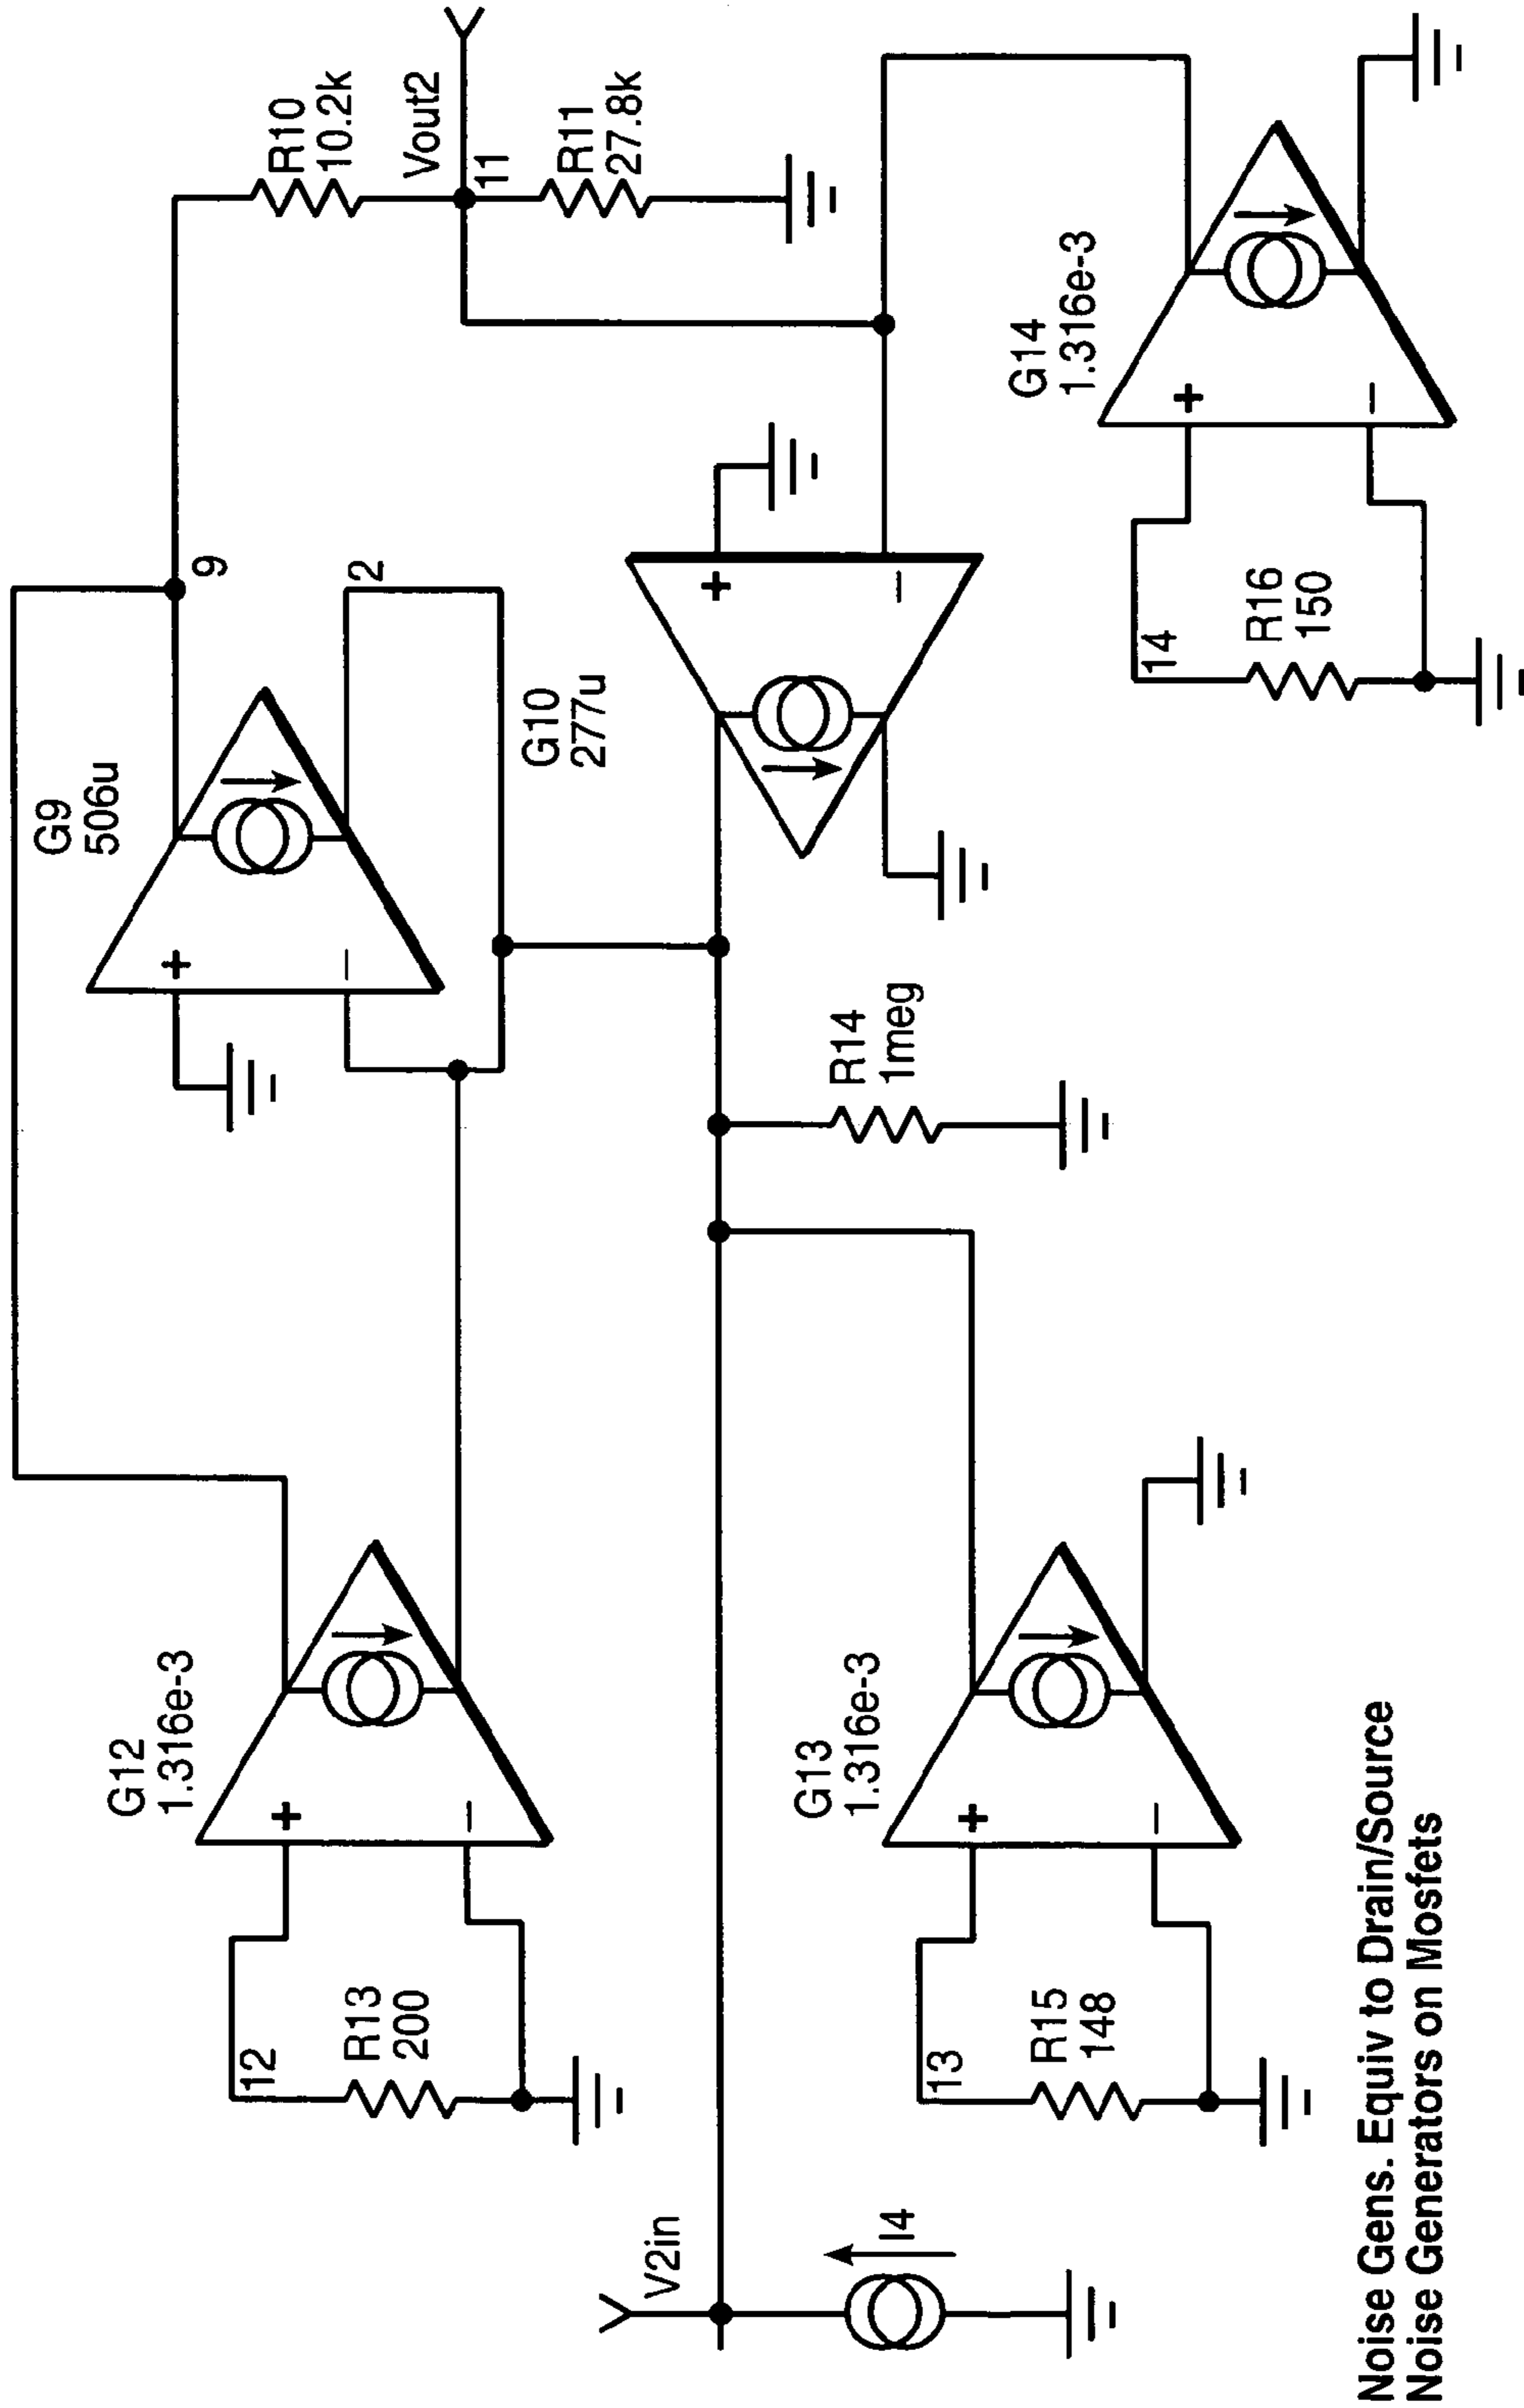 G9
506u
9
R10
10.2k
Vout2
11
R11
27.8k
+
−
2
G10
277u
+
−
G12
1.316e-3
+
−
12
R13
200
R14
1meg
G14
1.316e-3
+
−
14
R16
150
V2in
I4
G13
1.316e-3
+
−
13
R15
148
Noise Gens. Equiv to Drain/Source
Noise Generators on Mosfets